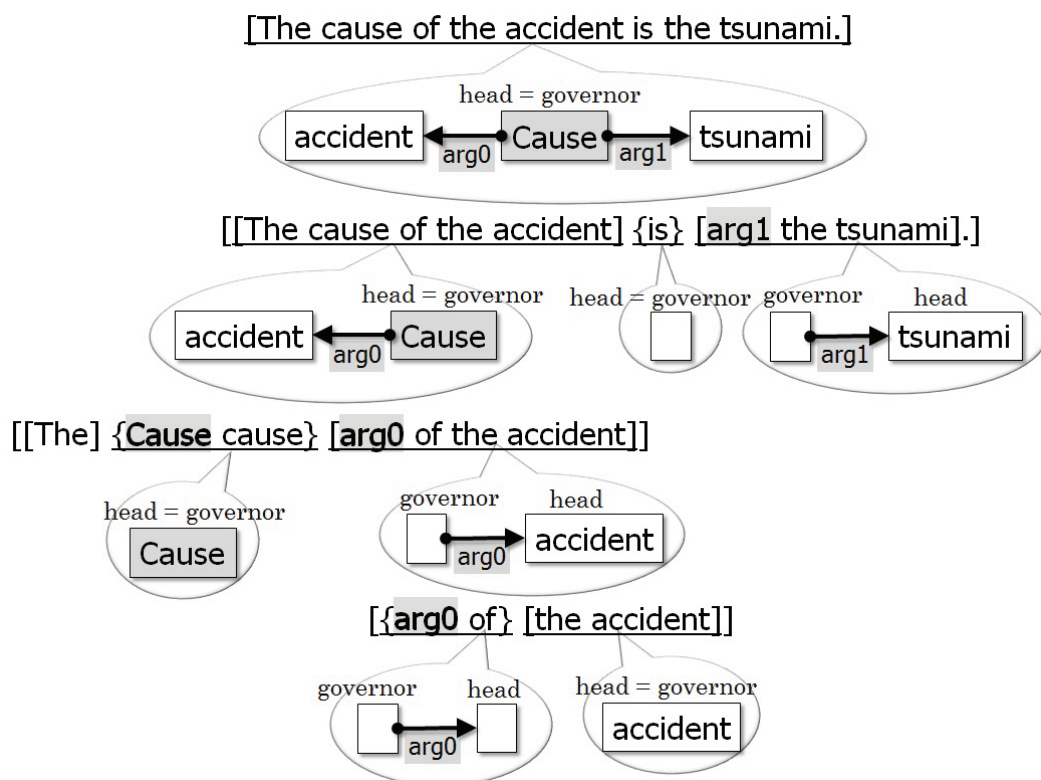 [The cause of the accident is the tsunami.]
head = governor
accident Cause tsunami
arg0 arg1
[[The cause of the accident] {is} [arg1 the tsunami].]
head = governor head = governor governor head
accident Cause tsunami
arg0 arg1
[[The] {Cause cause} [arg0 of the accident]]
head = governor governor head
Cause accident
arg0
[{arg0 of} [the accident]]
governor head head = governor
accident
arg0